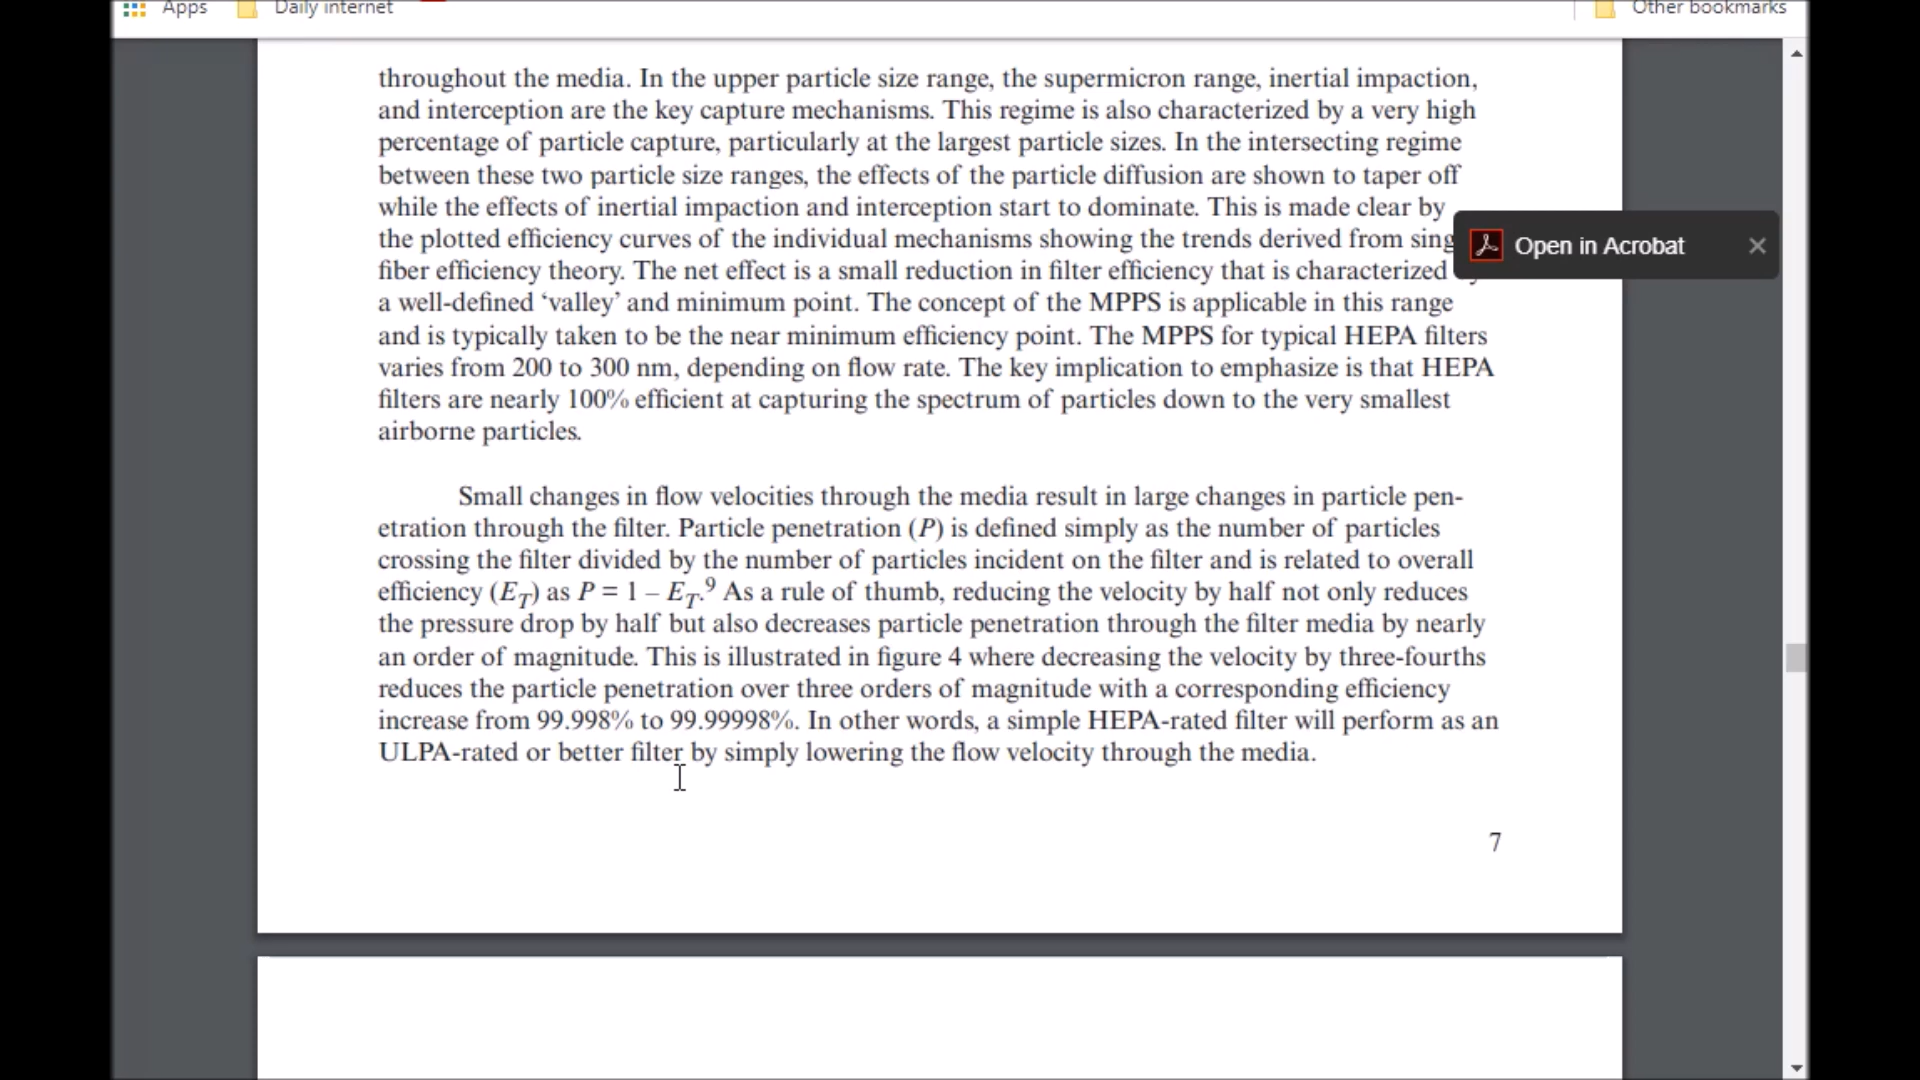 Apps Daily internet Other bookmarks
throughout the media. In the upper particle size range, the supermicron range, inertial impaction,
and interception are the key capture mechanisms. This regime is also characterized by a very high
percentage of particle capture, particularly at the largest particle sizes. In the intersecting regime
between these two particle size ranges, the effects of the particle diffusion are shown to taper off
while the effects of inertial impaction and interception start to dominate. This is made clear by
the plotted efficiency curves of the individual mechanisms showing the trends derived from sing
Open in Acrobat
fiber efficiency theory. The net effect is a small reduction in filter efficiency that is characterized
a well-defined ‘valley’ and minimum point. The concept of the MPPS is applicable in this range
and is typically taken to be the near minimum efficiency point. The MPPS for typical HEPA filters
varies from 200 to 300 nm, depending on flow rate. The key implication to emphasize is that HEPA
filters are nearly 100% efficient at capturing the spectrum of particles down to the very smallest
airborne particles.
Small changes in flow velocities through the media result in large changes in particle pen-
etration through the filter. Particle penetration (P) is defined simply as the number of particles
crossing the filter divided by the number of particles incident on the filter and is related to overall
efficiency (E_T) as P = 1 – E_T.⁹ As a rule of thumb, reducing the velocity by half not only reduces
the pressure drop by half but also decreases particle penetration through the filter media by nearly
an order of magnitude. This is illustrated in figure 4 where decreasing the velocity by three-fourths
reduces the particle penetration over three orders of magnitude with a corresponding efficiency
increase from 99.998% to 99.99998%. In other words, a simple HEPA-rated filter will perform as an
ULPA-rated or better filter by simply lowering the flow velocity through the media.
7